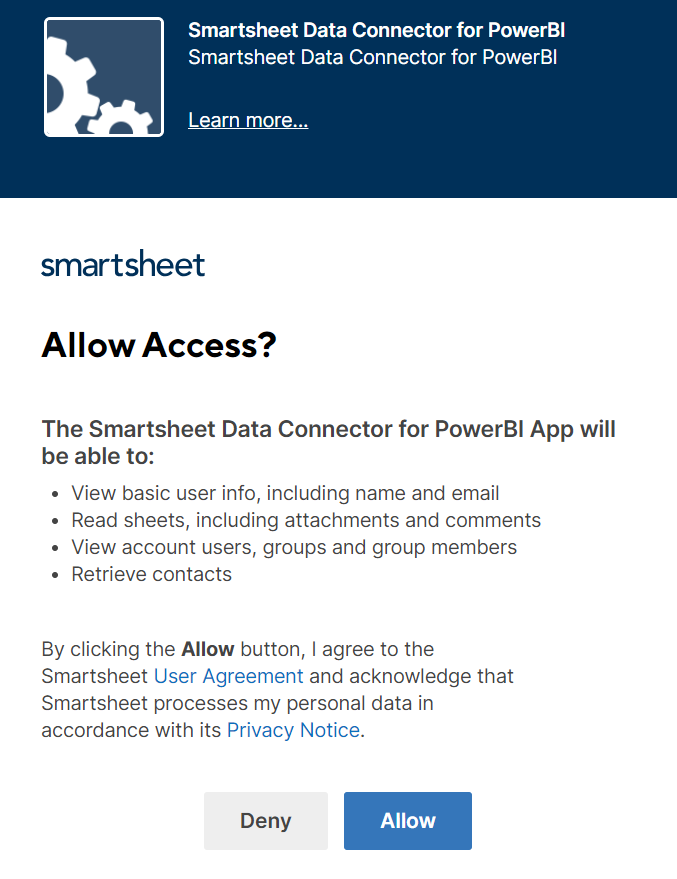 Smartsheet Data Connector for PowerBI
Smartsheet Data Connector for PowerBI
Learn more...
smartsheet
Allow Access?
The Smartsheet Data Connector for PowerBI App will
be able to:
• View basic user info, including name and email
• Read sheets, including attachments and comments
• View account users, groups and group members
• Retrieve contacts
By clicking the Allow button, I agree to the
Smartsheet User Agreement and acknowledge that
Smartsheet processes my personal data in
accordance with its Privacy Notice.
Deny
Allow